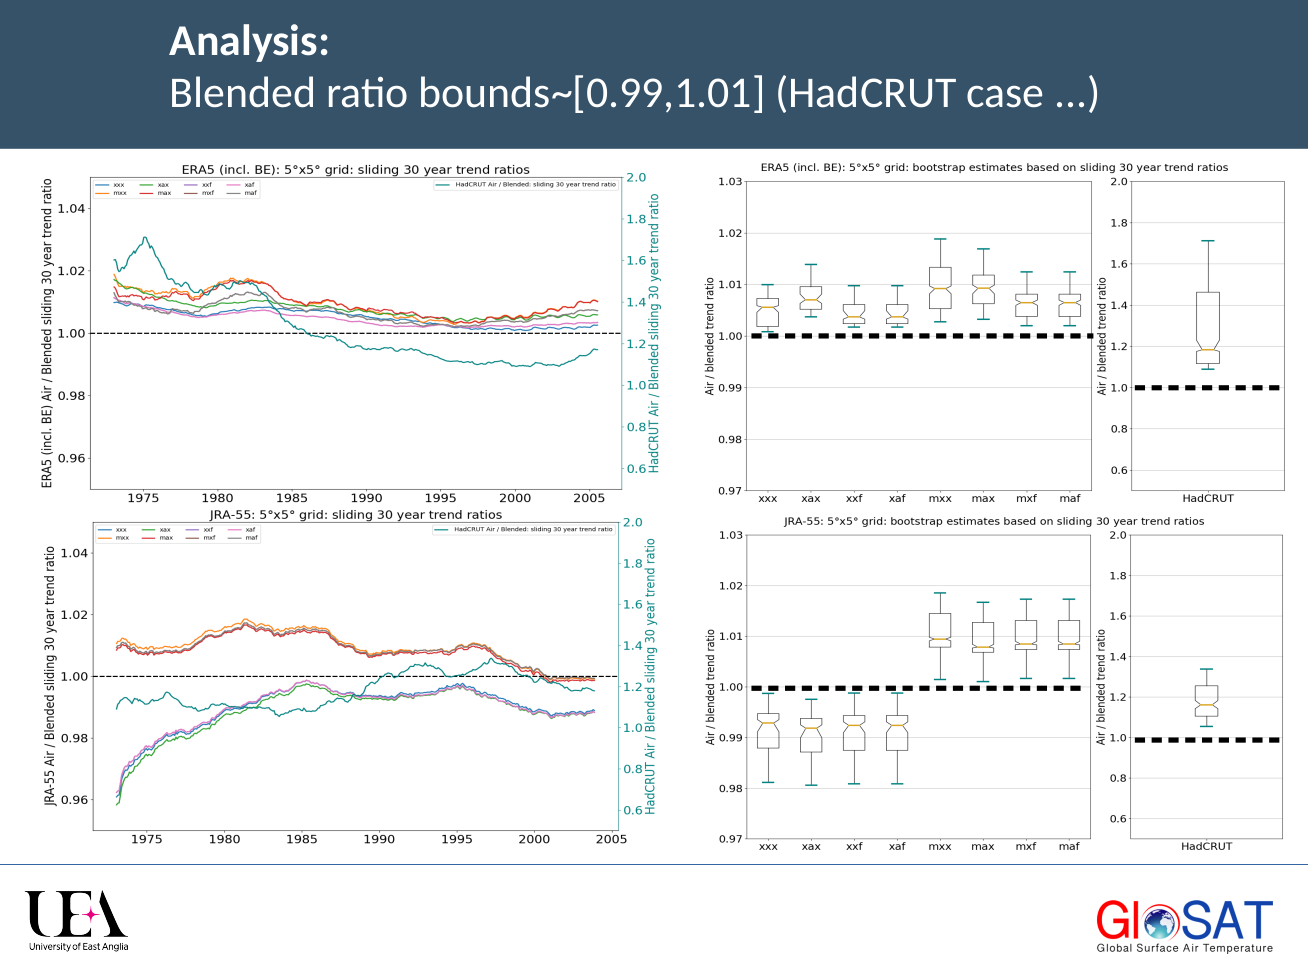 Analysis:
Blended ratio bounds~[0.99,1.01] (HadCRUT case ...)
ERA5 (incl. BE): 5°x5° grid: sliding 30 year trend ratios
xxx xax xxf xaf
mxx max mxf maf
HadCRUT Air / Blended: sliding 30 year trend ratio
ERA5 (incl. BE) Air / Blended sliding 30 year trend ratio
1.04
1.02
1.00
0.98
0.96
2.0
1.8
1.6
1.4
1.2
1.0
0.8
0.6
HadCRUT Air / Blended sliding 30 year trend ratio
1975 1980 1985 1990 1995 2000 2005
ERA5 (incl. BE): 5°x5° grid: bootstrap estimates based on sliding 30 year trend ratios
Air / blended trend ratio
1.03
1.02
1.01
1.00
0.99
0.98
0.97
xxx xax xxf xaf mxx max mxf maf
Air / blended trend ratio
2.0
1.8
1.6
1.4
1.2
1.0
0.8
0.6
HadCRUT
JRA-55: 5°x5° grid: sliding 30 year trend ratios
xxx xax xxf xaf
mxx max mxf maf
HadCRUT Air / Blended: sliding 30 year trend ratio
JRA-55 Air / Blended sliding 30 year trend ratio
1.04
1.02
1.00
0.98
0.96
2.0
1.8
1.6
1.4
1.2
1.0
0.8
0.6
HadCRUT Air / Blended sliding 30 year trend ratio
1975 1980 1985 1990 1995 2000 2005
JRA-55: 5°x5° grid: bootstrap estimates based on sliding 30 year trend ratios
Air / blended trend ratio
1.03
1.02
1.01
1.00
0.99
0.98
0.97
xxx xax xxf xaf mxx max mxf maf
Air / blended trend ratio
2.0
1.8
1.6
1.4
1.2
1.0
0.8
0.6
HadCRUT
UEA
University of East Anglia
GloSAT
Global Surface Air Temperature